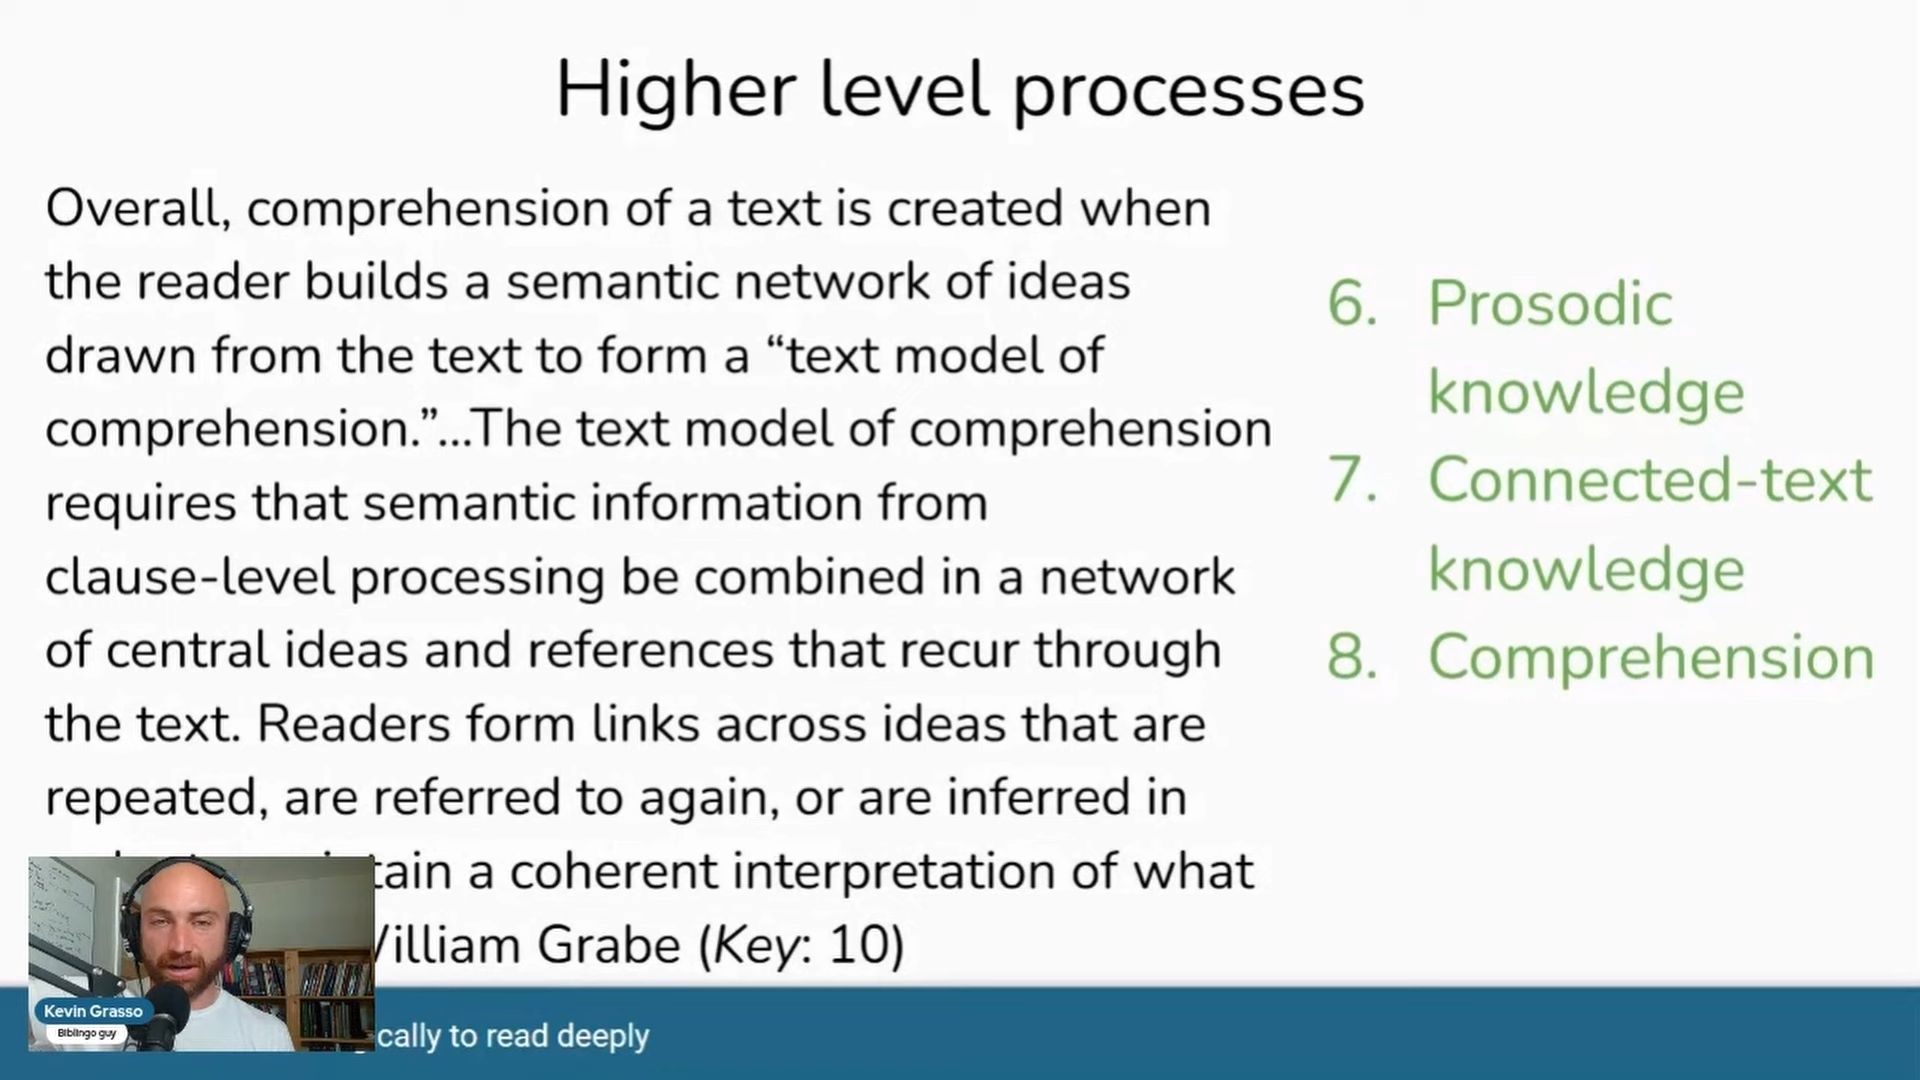 Higher level processes
Overall, comprehension of a text is created when
the reader builds a semantic network of ideas
drawn from the text to form a “text model of
comprehension.”...The text model of comprehension
requires that semantic information from
clause-level processing be combined in a network
of central ideas and references that recur through
the text. Readers form links across ideas that are
repeated, are referred to again, or are inferred in
a coherent interpretation of what
Grabe (Key: 10)
6. Prosodic
knowledge
7. Connected-text
knowledge
8. Comprehension
Kevin Grasso
Biblingo guy
to read deeply